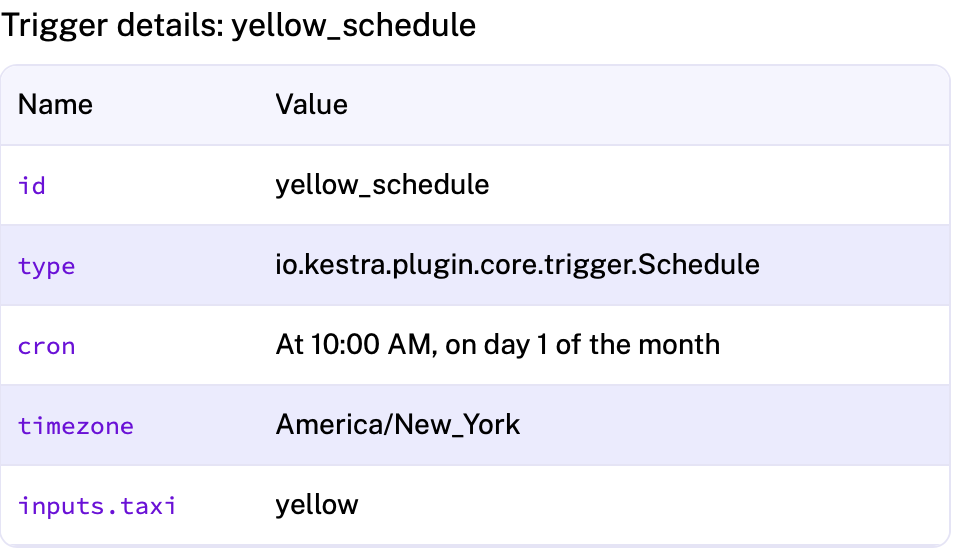 Trigger details: yellow_schedule
Name Value
id yellow_schedule
type io.kestra.plugin.core.trigger.Schedule
cron At 10:00 AM, on day 1 of the month
timezone America/New_York
inputs.taxi yellow